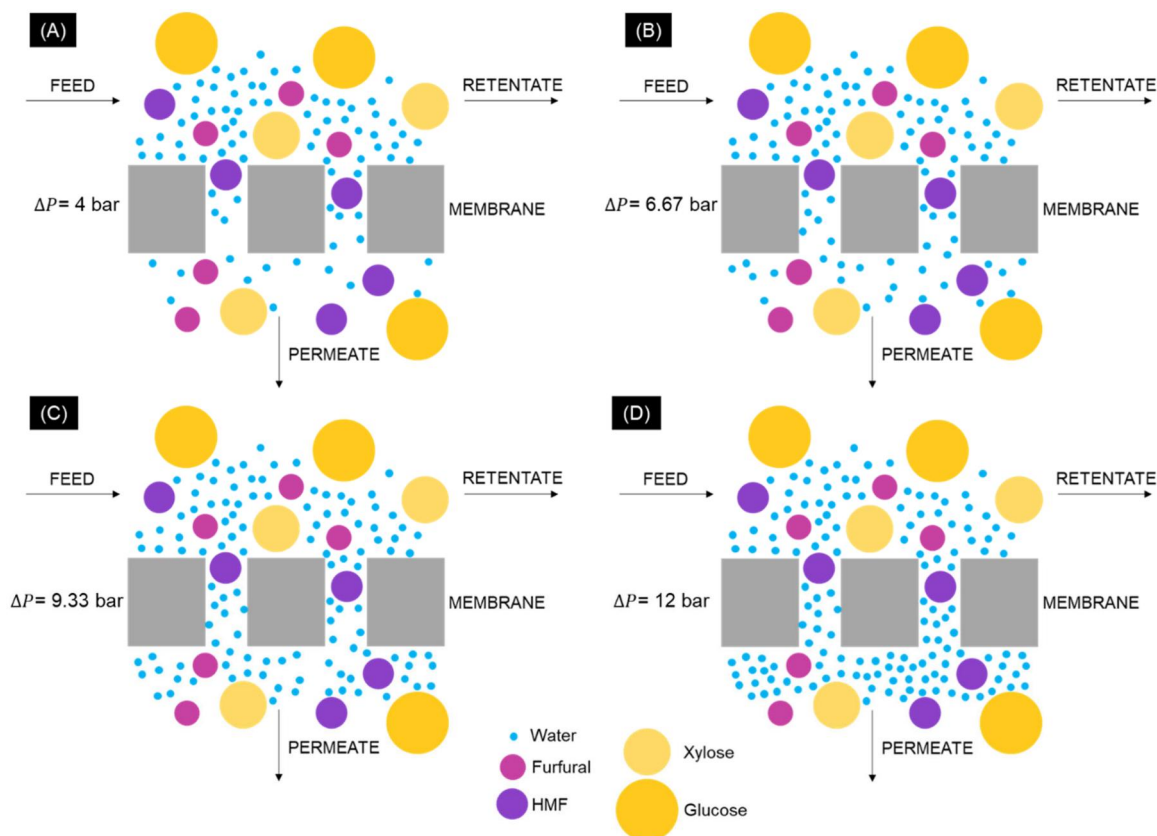 (A)
FEED
RETENTATE
ΔP = 4 bar
MEMBRANE
PERMEATE
(B)
FEED
RETENTATE
ΔP = 6.67 bar
MEMBRANE
PERMEATE
(C)
FEED
RETENTATE
ΔP = 9.33 bar
MEMBRANE
PERMEATE
(D)
FEED
RETENTATE
ΔP = 12 bar
MEMBRANE
PERMEATE
Water
Furfural
HMF
Xylose
Glucose